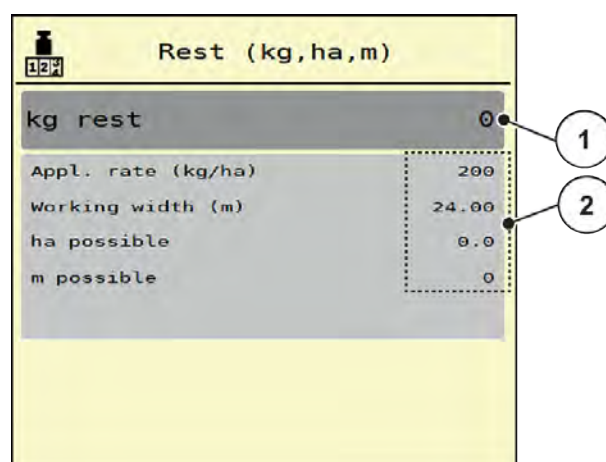 123
Rest (kg,ha,m)
kg rest 0
1
Appl. rate (kg/ha) 200
Working width (m) 24.00
2
ha possible 0.0
m possible 0